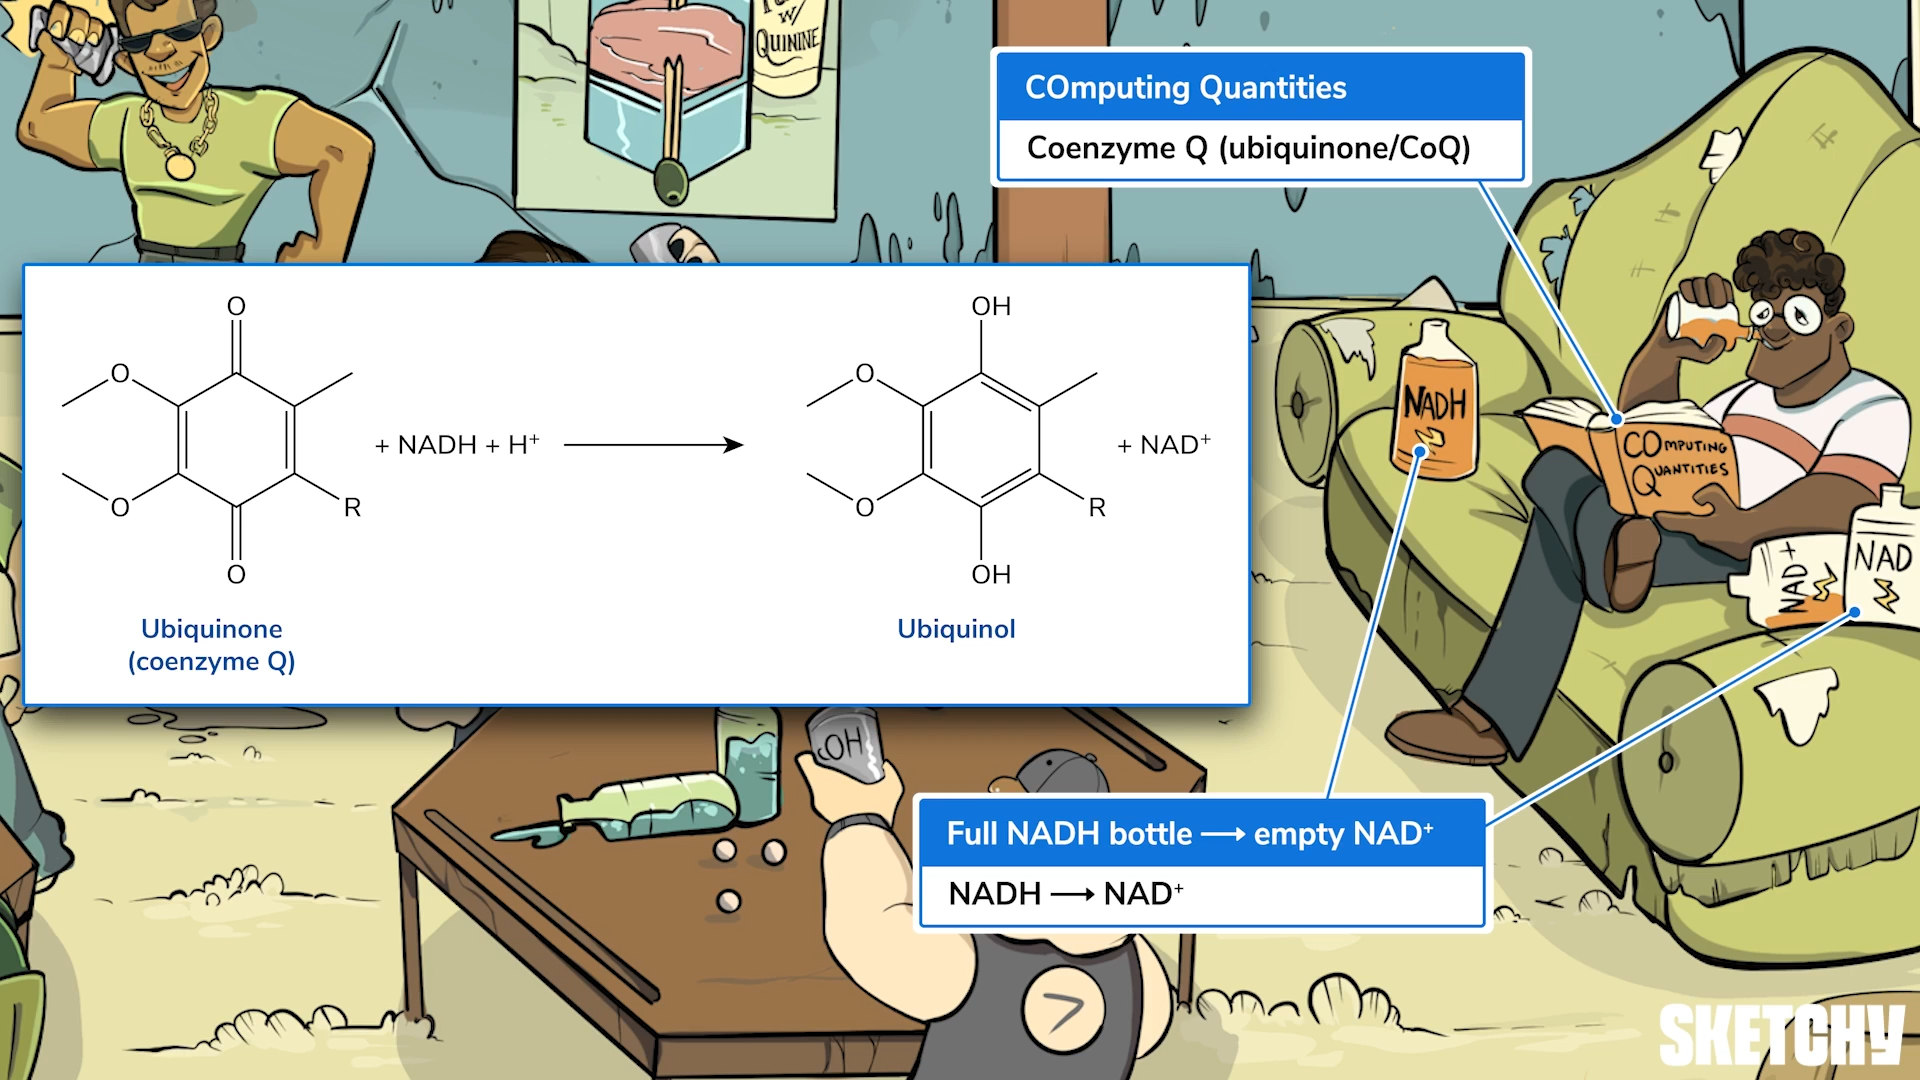 W/
QUININE
COmputing Quantities
Coenzyme Q (ubiquinone/CoQ)
O
O
O
O
R
+ NADH + H⁺
OH
O
O
OH
R
+ NAD⁺
Ubiquinone
(coenzyme Q)
Ubiquinol
NADH
COMPUTING
QUANTITIES
NAD+
NAD
OH
Full NADH bottle ⟶ empty NAD⁺
NADH ⟶ NAD⁺
SKETCHY